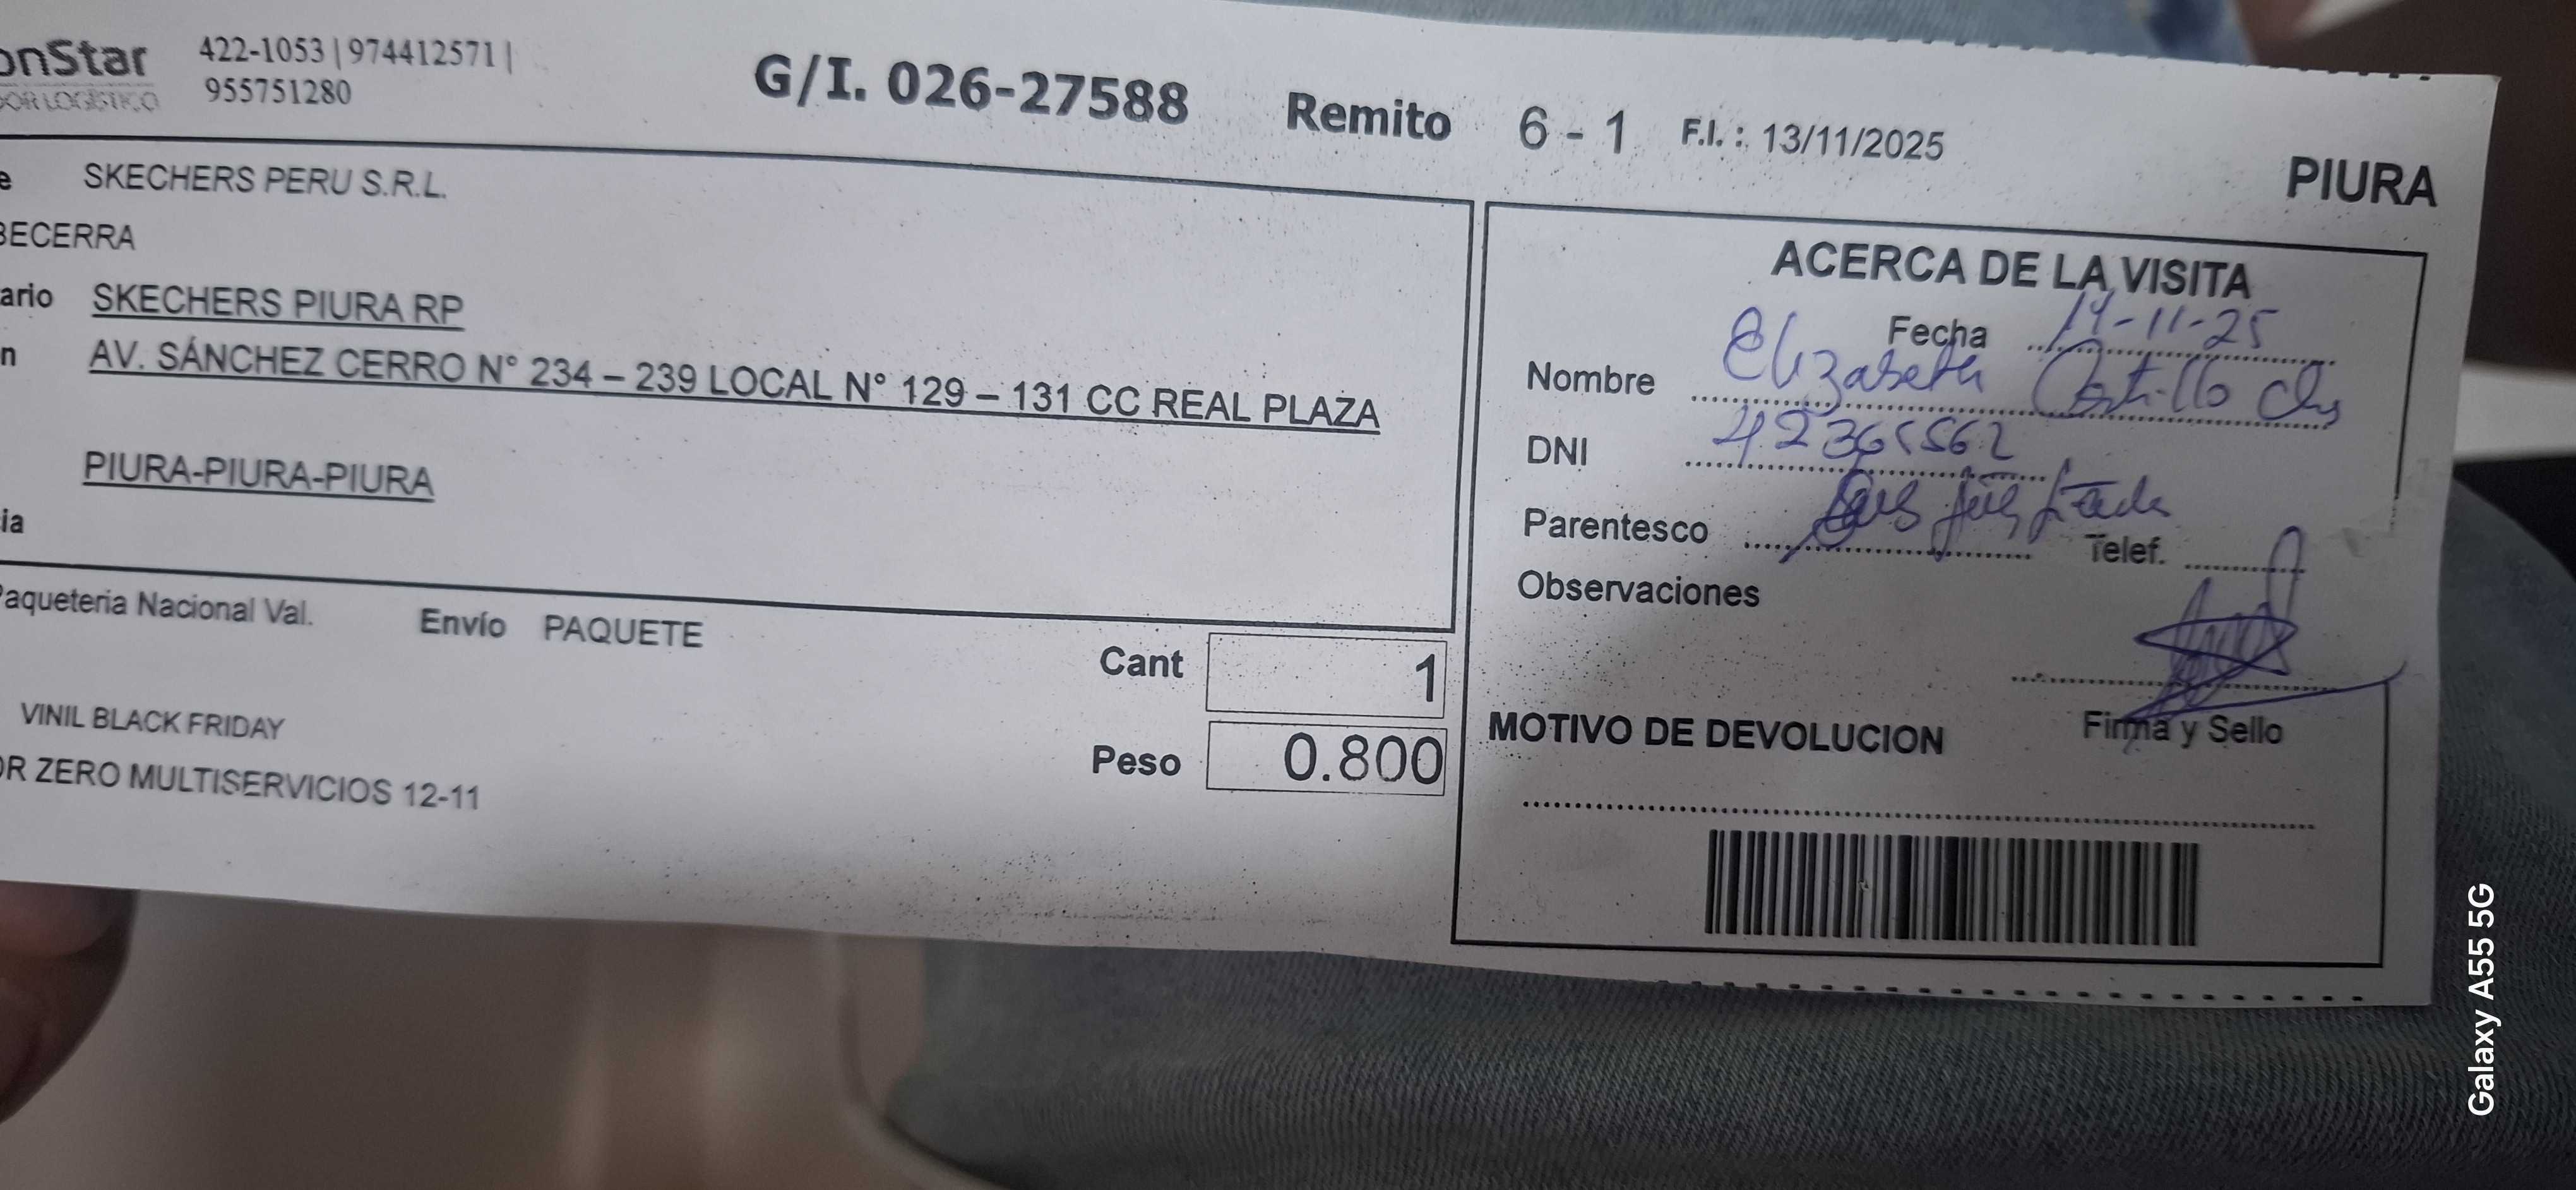 onStar 422-1053 | 974412571 |
955751280
G/I. 026-27588 Remito 6 - 1 F.I. : 13/11/2025
PIURA
e SKECHERS PERU S.R.L.
BECERRA
ario SKECHERS PIURA RP
n AV. SÁNCHEZ CERRO N° 234 – 239 LOCAL N° 129 – 131 CC REAL PLAZA
PIURA-PIURA-PIURA
ia
Paqueteria Nacional Val. Envío PAQUETE
Cant 1
VINIL BLACK FRIDAY
Peso 0.800
OR ZERO MULTISERVICIOS 12-11
ACERCA DE LA VISITA
Fecha 14-11-25
Nombre Elizabeth Castillo
DNI
Parentesco
Telef.
Observaciones
Firma y Sello
MOTIVO DE DEVOLUCION
Galaxy A55 5G